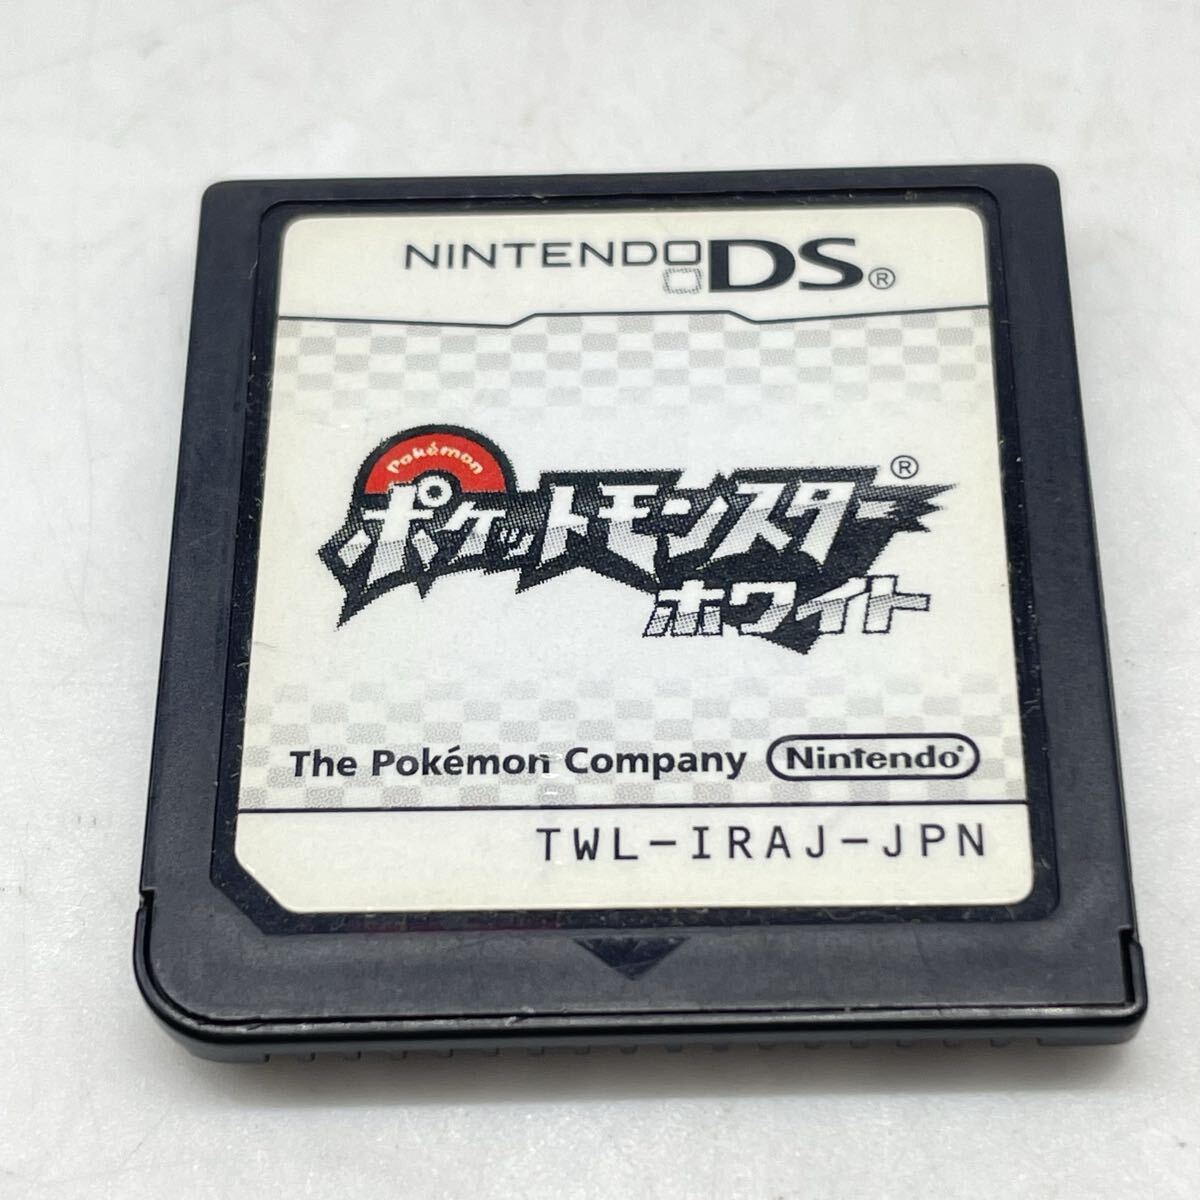 NINTENDO DS®
Pokémon
ポケットモンスター®
ホワイト
The Pokémon Company Nintendo®
TWL-IRAJ-JPN